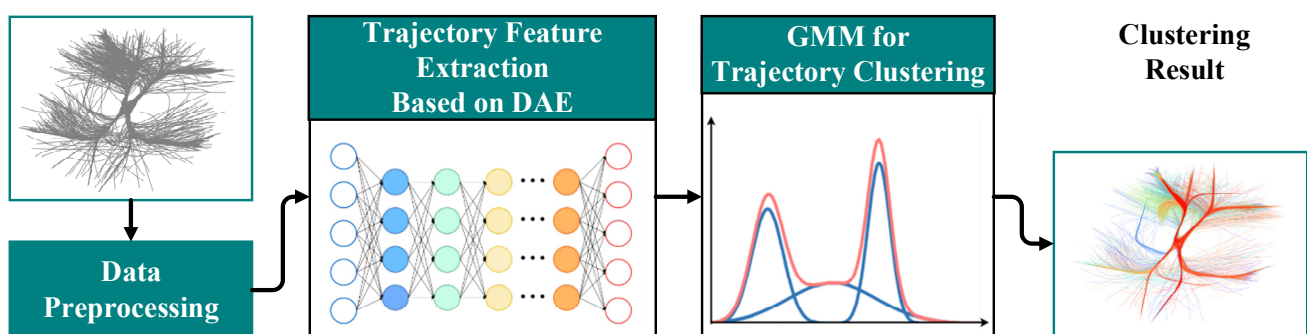 Data
Preprocessing
Trajectory Feature
Extraction
Based on DAE
GMM for
Trajectory Clustering
Clustering
Result